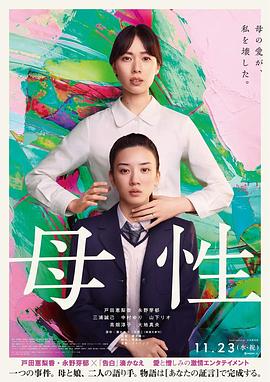 母の愛が、
私を壊した。
母性
戸田恵梨香・永野芽郁
三浦誠己 中村ゆり 山下リオ
高畑淳子 大地真央
11.23(水・祝)
戸田恵梨香・永野芽郁×「告白」湊かなえ 愛と憎しみの激情エンタテイメント
一つの事件。母と娘、二人の語り手。物語は「あなたの証言」で完成する。